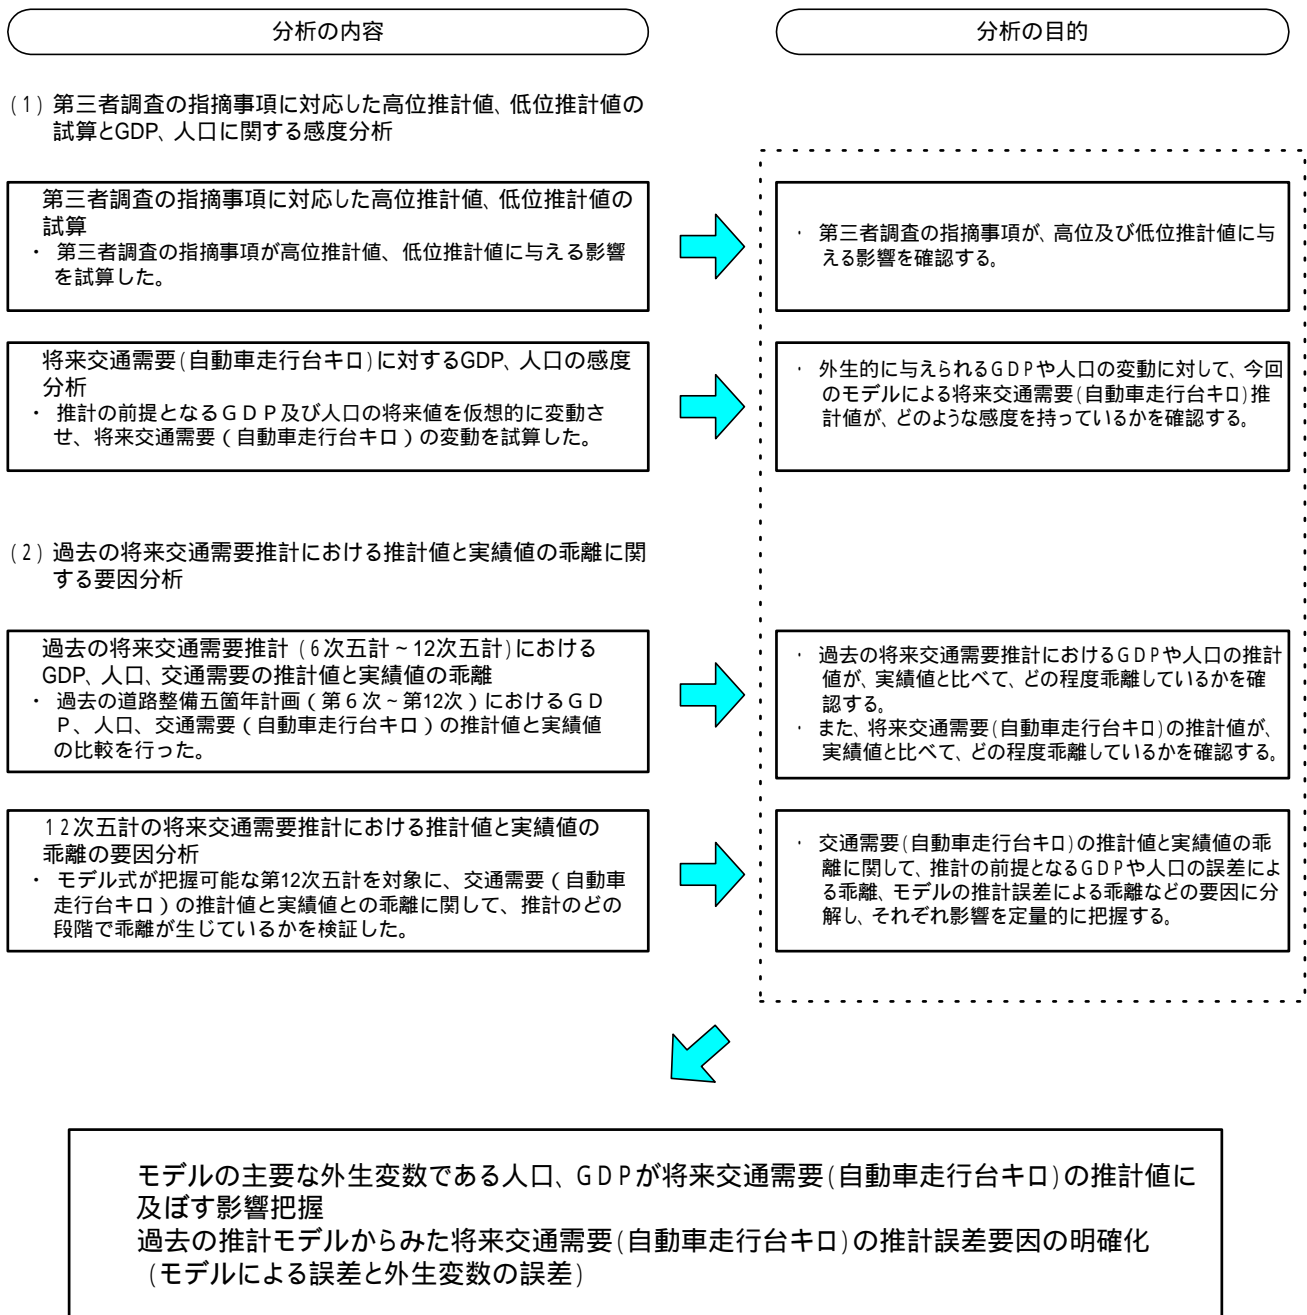 分析の内容
分析の目的
(1) 第三者調査の指摘事項に対応した高位推計値、低位推計値の
試算とGDP、人口に関する感度分析
第三者調査の指摘事項に対応した高位推計値、低位推計値の
試算
・ 第三者調査の指摘事項が高位推計値、低位推計値に与える影響
を試算した。
・ 第三者調査の指摘事項が、高位及び低位推計値に与
える影響を確認する。
将来交通需要(自動車走行台キロ)に対するGDP、人口の感度
分析
・ 推計の前提となるGDP及び人口の将来値を仮想的に変動さ
せ、将来交通需要(自動車走行台キロ)の変動を試算した。
・ 外生的に与えられるGDPや人口の変動に対して、今回
のモデルによる将来交通需要(自動車走行台キロ)推
計値が、どのような感度を持っているかを確認する。
(2) 過去の将来交通需要推計における推計値と実績値の乖離に関
する要因分析
過去の将来交通需要推計 (6次五計~12次五計)における
GDP、人口、交通需要の推計値と実績値の乖離
・ 過去の道路整備五箇年計画(第6次~第12次)におけるGD
P、人口、交通需要(自動車走行台キロ)の推計値と実績値
の比較を行った。
・ 過去の将来交通需要推計におけるGDPや人口の推計
値が、実績値と比べて、どの程度乖離しているかを確
認する。
・ また、将来交通需要(自動車走行台キロ)の推計値が、
実績値と比べて、どの程度乖離しているかを確認する。
12次五計の将来交通需要推計における推計値と実績値の
乖離の要因分析
・ モデル式が把握可能な第12次五計を対象に、交通需要(自動車
走行台キロ)の推計値と実績値との乖離に関して、推計のどの
段階で乖離が生じているかを検証した。
・ 交通需要(自動車走行台キロ)の推計値と実績値の乖
離に関して、推計の前提となるGDPや人口の誤差によ
る乖離、モデルの推計誤差による乖離などの要因に分
解し、それぞれ影響を定量的に把握する。
モデルの主要な外生変数である人口、GDPが将来交通需要(自動車走行台キロ)の推計値に
及ぼす影響把握
過去の推計モデルからみた将来交通需要(自動車走行台キロ)の推計誤差要因の明確化
(モデルによる誤差と外生変数の誤差)